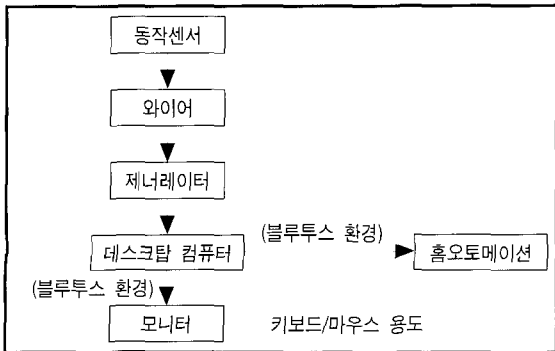 동작센서
와이어
제너레이터
(블루투스 환경)
데스크탑 컴퓨터
홈오토메이션
(블루투스 환경)
모니터
키보드/마우스 용도